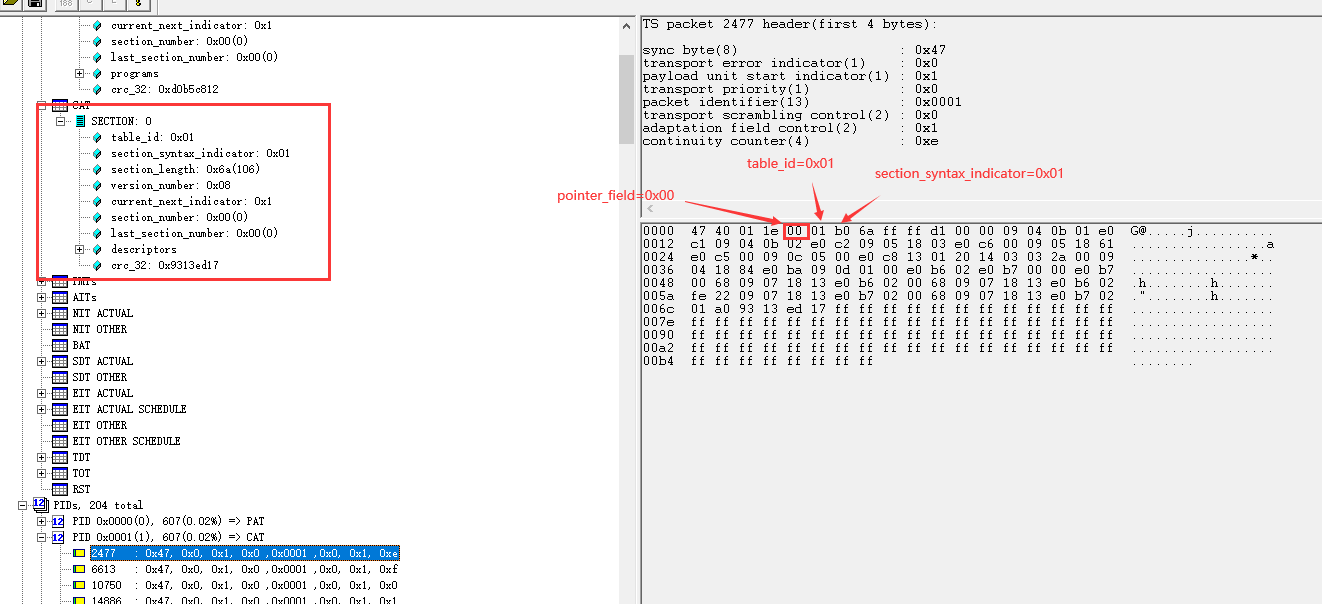 188
current_next_indicator: 0x1
section_number: 0x00(0)
last_section_number: 0x00(0)
programs
crc_32: 0xd0b5c812
CAT
SECTION: 0
table_id: 0x01
section_syntax_indicator: 0x01
section_length: 0x6a(106)
version_number: 0x08
current_next_indicator: 0x1
section_number: 0x00(0)
last_section_number: 0x00(0)
descriptors
crc_32: 0x9313ed17
PMTs
AITs
NIT ACTUAL
NIT OTHER
BAT
SDT ACTUAL
SDT OTHER
EIT ACTUAL
EIT ACTUAL SCHEDULE
EIT OTHER
EIT OTHER SCHEDULE
TDT
TOT
RST
12 PIDs, 204 total
12 PID 0x0000(0), 607(0.02%) => PAT
12 PID 0x0001(1), 607(0.02%) => CAT
2477 : 0x47, 0x0, 0x1, 0x0 ,0x0001 ,0x0, 0x1, 0xe
6613 : 0x47, 0x0, 0x1, 0x0 ,0x0001 ,0x0, 0x1, 0xf
10750 : 0x47, 0x0, 0x1, 0x0 ,0x0001 ,0x0, 0x1, 0x0
14886 : 0x47, 0x0, 0x1, 0x0 ,0x0001 ,0x0, 0x1, 0x1
TS packet 2477 header(first 4 bytes):
sync byte(8) : 0x47
transport error indicator(1) : 0x0
payload unit start indicator(1) : 0x1
transport priority(1) : 0x0
packet identifier(13) : 0x0001
transport scrambling control(2) : 0x0
adaptation field control(2) : 0x1
continuity counter(4) : 0xe
table_id=0x01
section_syntax_indicator=0x01
pointer_field=0x00
0000 47 40 01 1e 00 01 b0 6a ff ff d1 00 00 09 04 0b 01 e0 G@.....j..........
0012 c1 09 04 0b 02 e0 c2 09 05 18 03 e0 c6 00 09 05 18 61 .................a
0024 e0 c5 00 09 0c 05 00 e0 c8 13 01 20 14 03 03 2a 00 09 ...............*..
0036 04 18 84 e0 ba 09 0d 01 00 e0 b6 02 e0 b7 00 00 e0 b7 ..................
0048 00 68 09 07 18 13 e0 b6 02 00 68 09 07 18 13 e0 b6 02 .h........h.......
005a fe 22 09 07 18 13 e0 b7 02 00 68 09 07 18 13 e0 b7 02 ."........h.......
006c 01 a0 93 13 ed 17 ff ff ff ff ff ff ff ff ff ff ff ff ..................
007e ff ff ff ff ff ff ff ff ff ff ff ff ff ff ff ff ff ff ..................
0090 ff ff ff ff ff ff ff ff ff ff ff ff ff ff ff ff ff ff ..................
00a2 ff ff ff ff ff ff ff ff ff ff ff ff ff ff ff ff ff ff ..................
00b4 ff ff ff ff ff ff ff ff ........